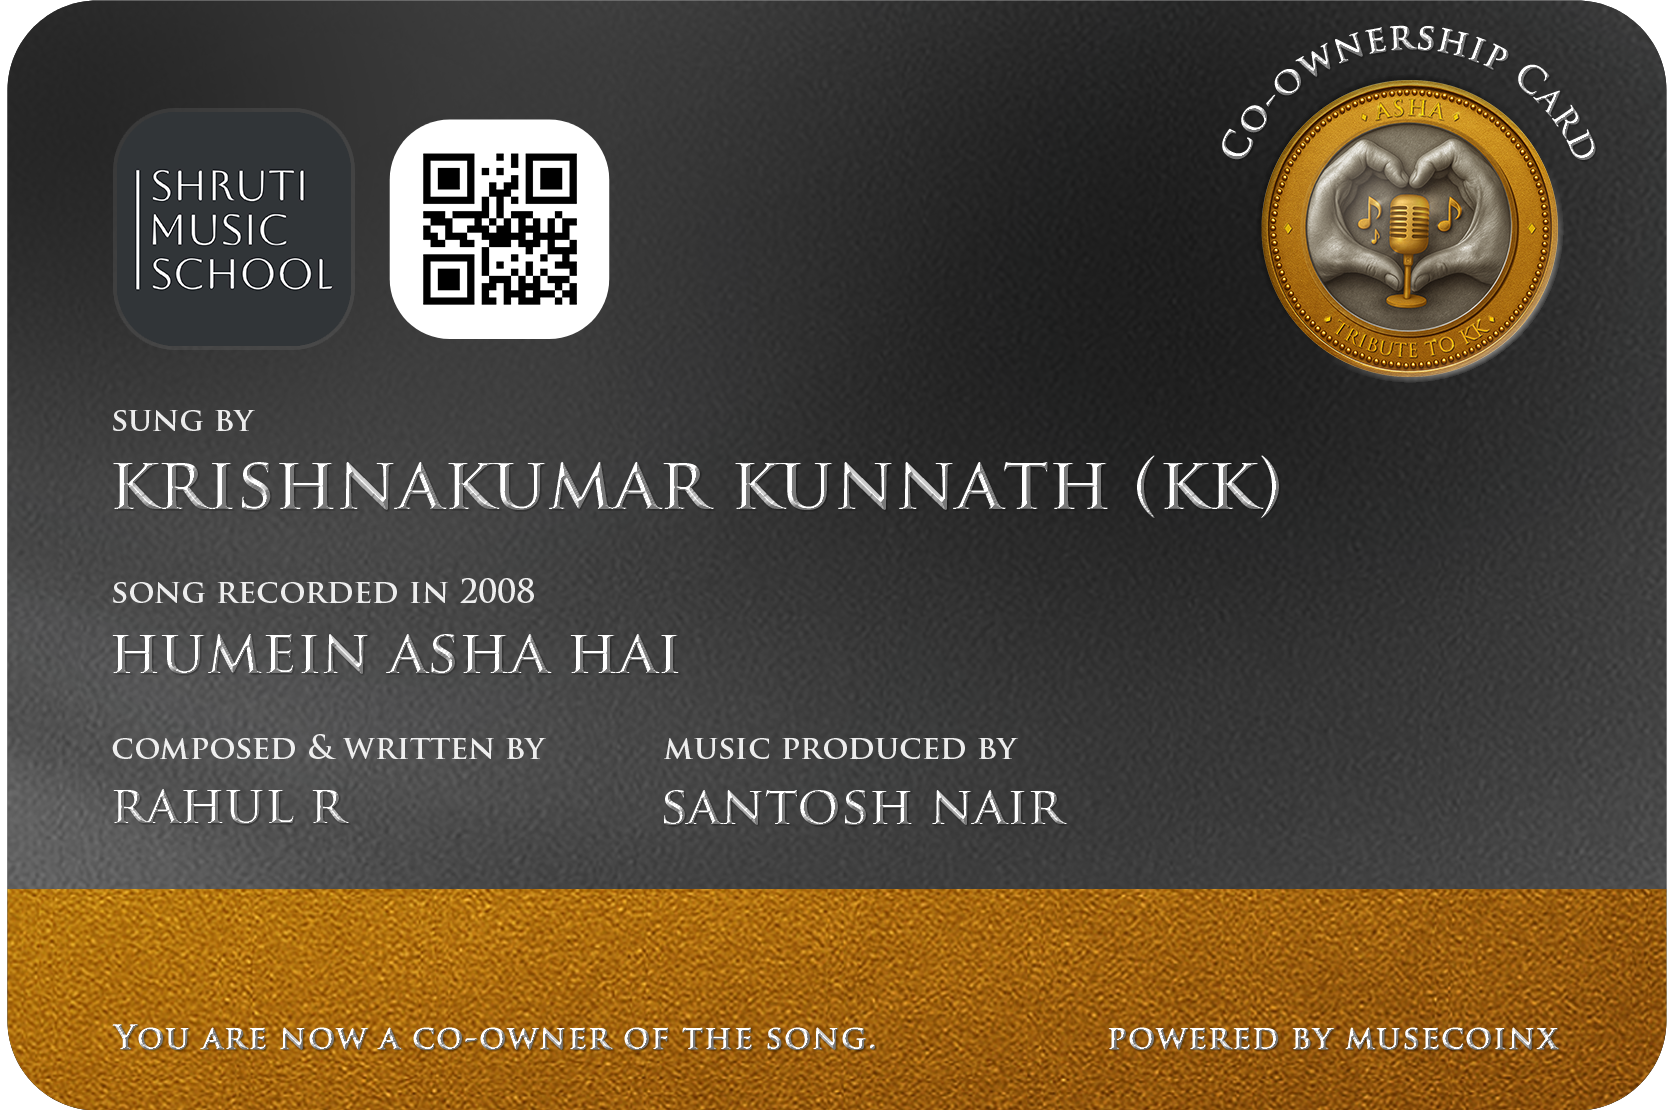 Co-ownership Card
ASHA
TRIBUTE TO KK
SHRUTI
MUSIC
SCHOOL
SUNG BY
KRISHNAKUMAR KUNNATH (KK)
SONG RECORDED IN 2008
HUMEIN ASHA HAI
COMPOSED & WRITTEN BY
RAHUL R
MUSIC PRODUCED BY
SANTOSH NAIR
You are now a co-owner of the song.
POWERED BY MUSECOINX